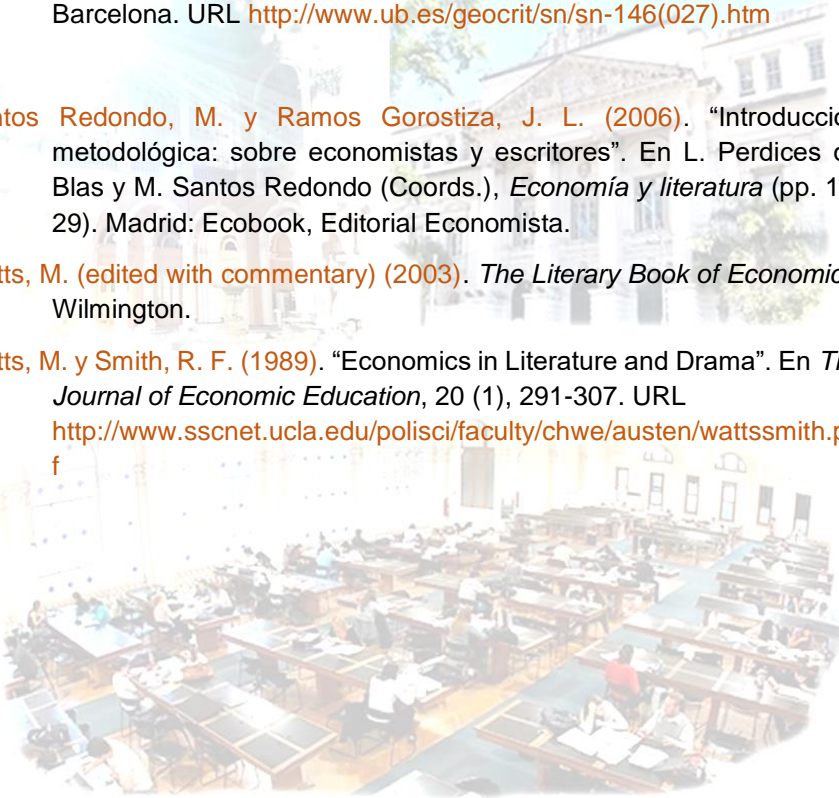 Barcelona. URL http://www.ub.es/geocrit/sn/sn-146(027).htm
ntos Redondo, M. y Ramos Gorostiza, J. L. (2006). “Introducció
metodológica: sobre economistas y escritores”. En L. Perdices
Blas y M. Santos Redondo (Coords.), Economía y literatura (pp. 1
29). Madrid: Ecobook, Editorial Economista.
tts, M. (edited with commentary) (2003). The Literary Book of Economic
Wilmington.
tts, M. y Smith, R. F. (1989). “Economics in Literature and Drama”. En T
Journal of Economic Education, 20 (1), 291-307. URL
http://www.sscnet.ucla.edu/polisci/faculty/chwe/austen/wattssmith.p
f